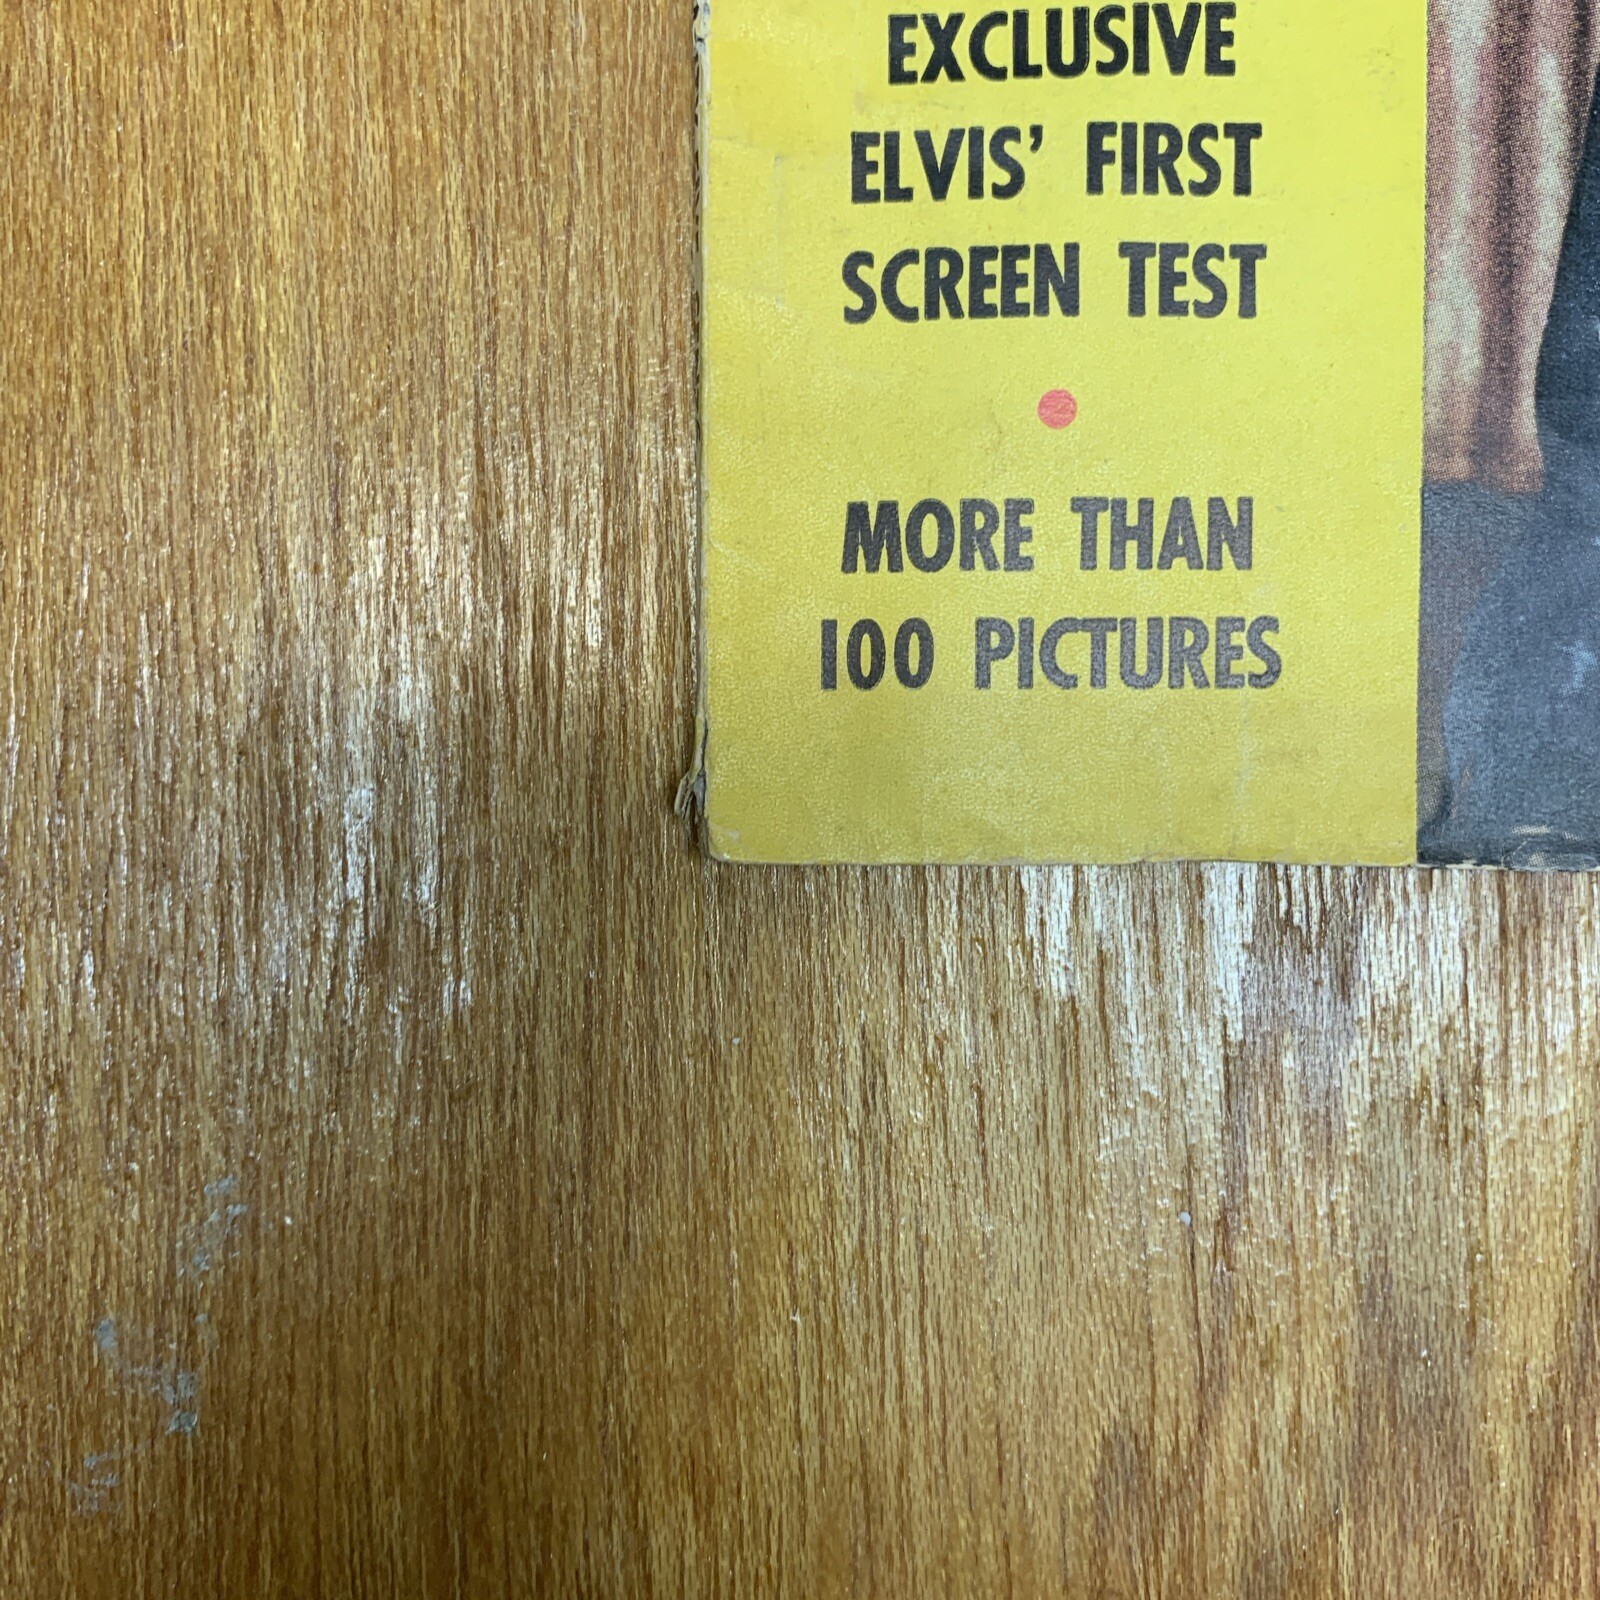 EXCLUSIVE
ELVIS’ FIRST
SCREEN TEST
MORE THAN
100 PICTURES